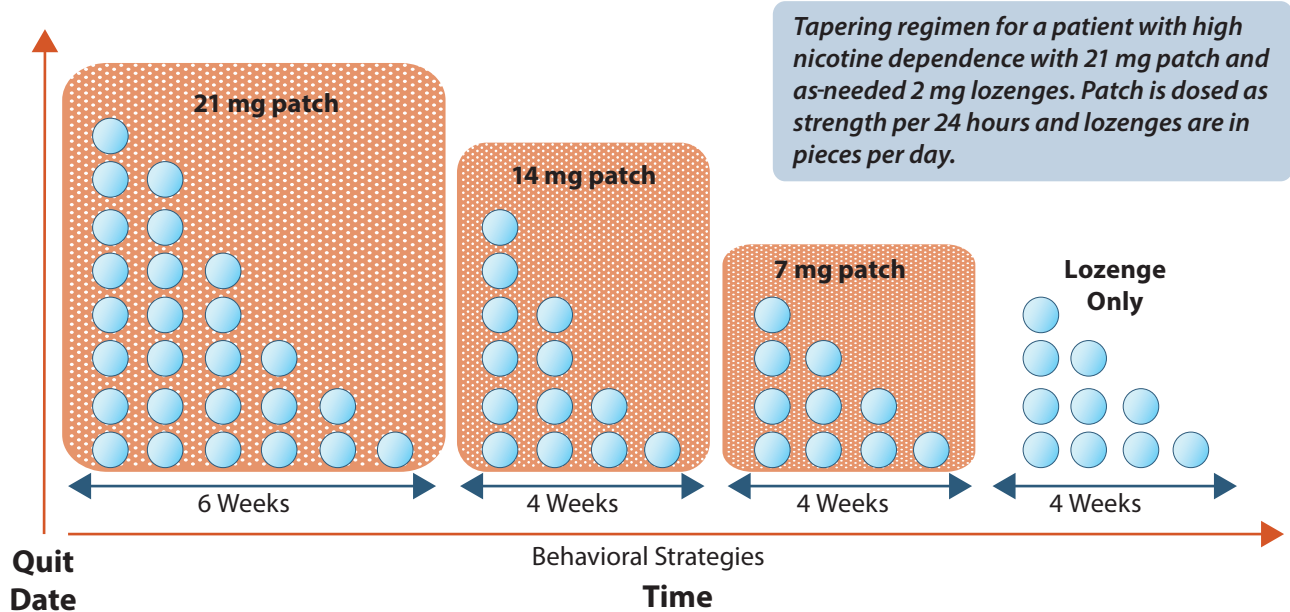 Tapering regimen for a patient with high
nicotine dependence with 21 mg patch and
as-needed 2 mg lozenges. Patch is dosed as
strength per 24 hours and lozenges are in
pieces per day.
21 mg patch
14 mg patch
7 mg patch
Lozenge
Only
6 Weeks
4 Weeks
4 Weeks
4 Weeks
Behavioral Strategies
Quit
Date
Time